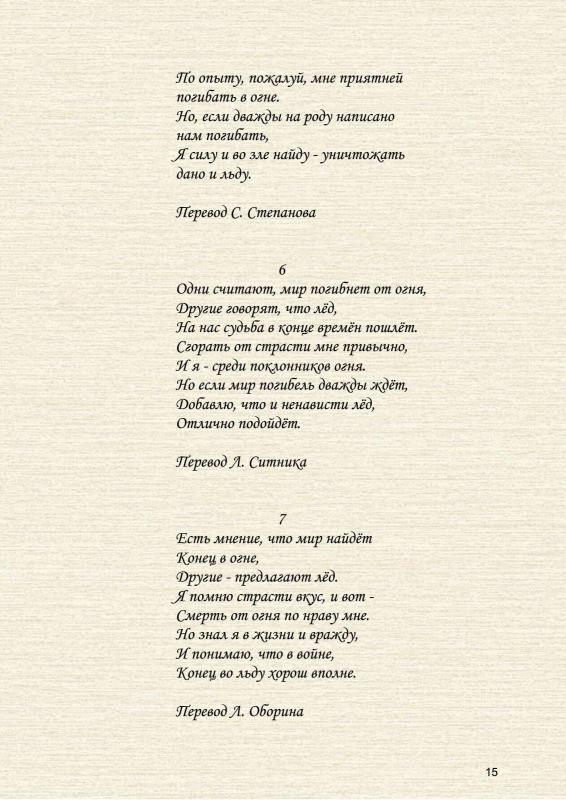 По опыту, пожалуй, мне приятней
погибать в огне.
Но, если дважды на роду написано
нам погибать,
Я силу и во зле найду - уничтожать
дано и льду.
Перевод С. Степанова
6
Одни считают, мир погибнет от огня,
Другие говорят, что лёд,
На нас судьба в конце времён пошлёт.
Сгорать от страсти мне привычно,
И я - среди поклонников огня.
Но если мир погибель дважды ждёт,
Добавлю, что и ненависти лёд,
Отлично подойдёт.
Перевод Л. Ситника
7
Есть мнение, что мир найдёт
Конец в огне,
Другие - предлагают лёд.
Я помню страсти вкус, и вот -
Смерть от огня по нраву мне.
Но знал я в жизни и вражду,
И понимаю, что в войне,
Конец во льду хорош вполне.
Перевод Л. Оборина
15